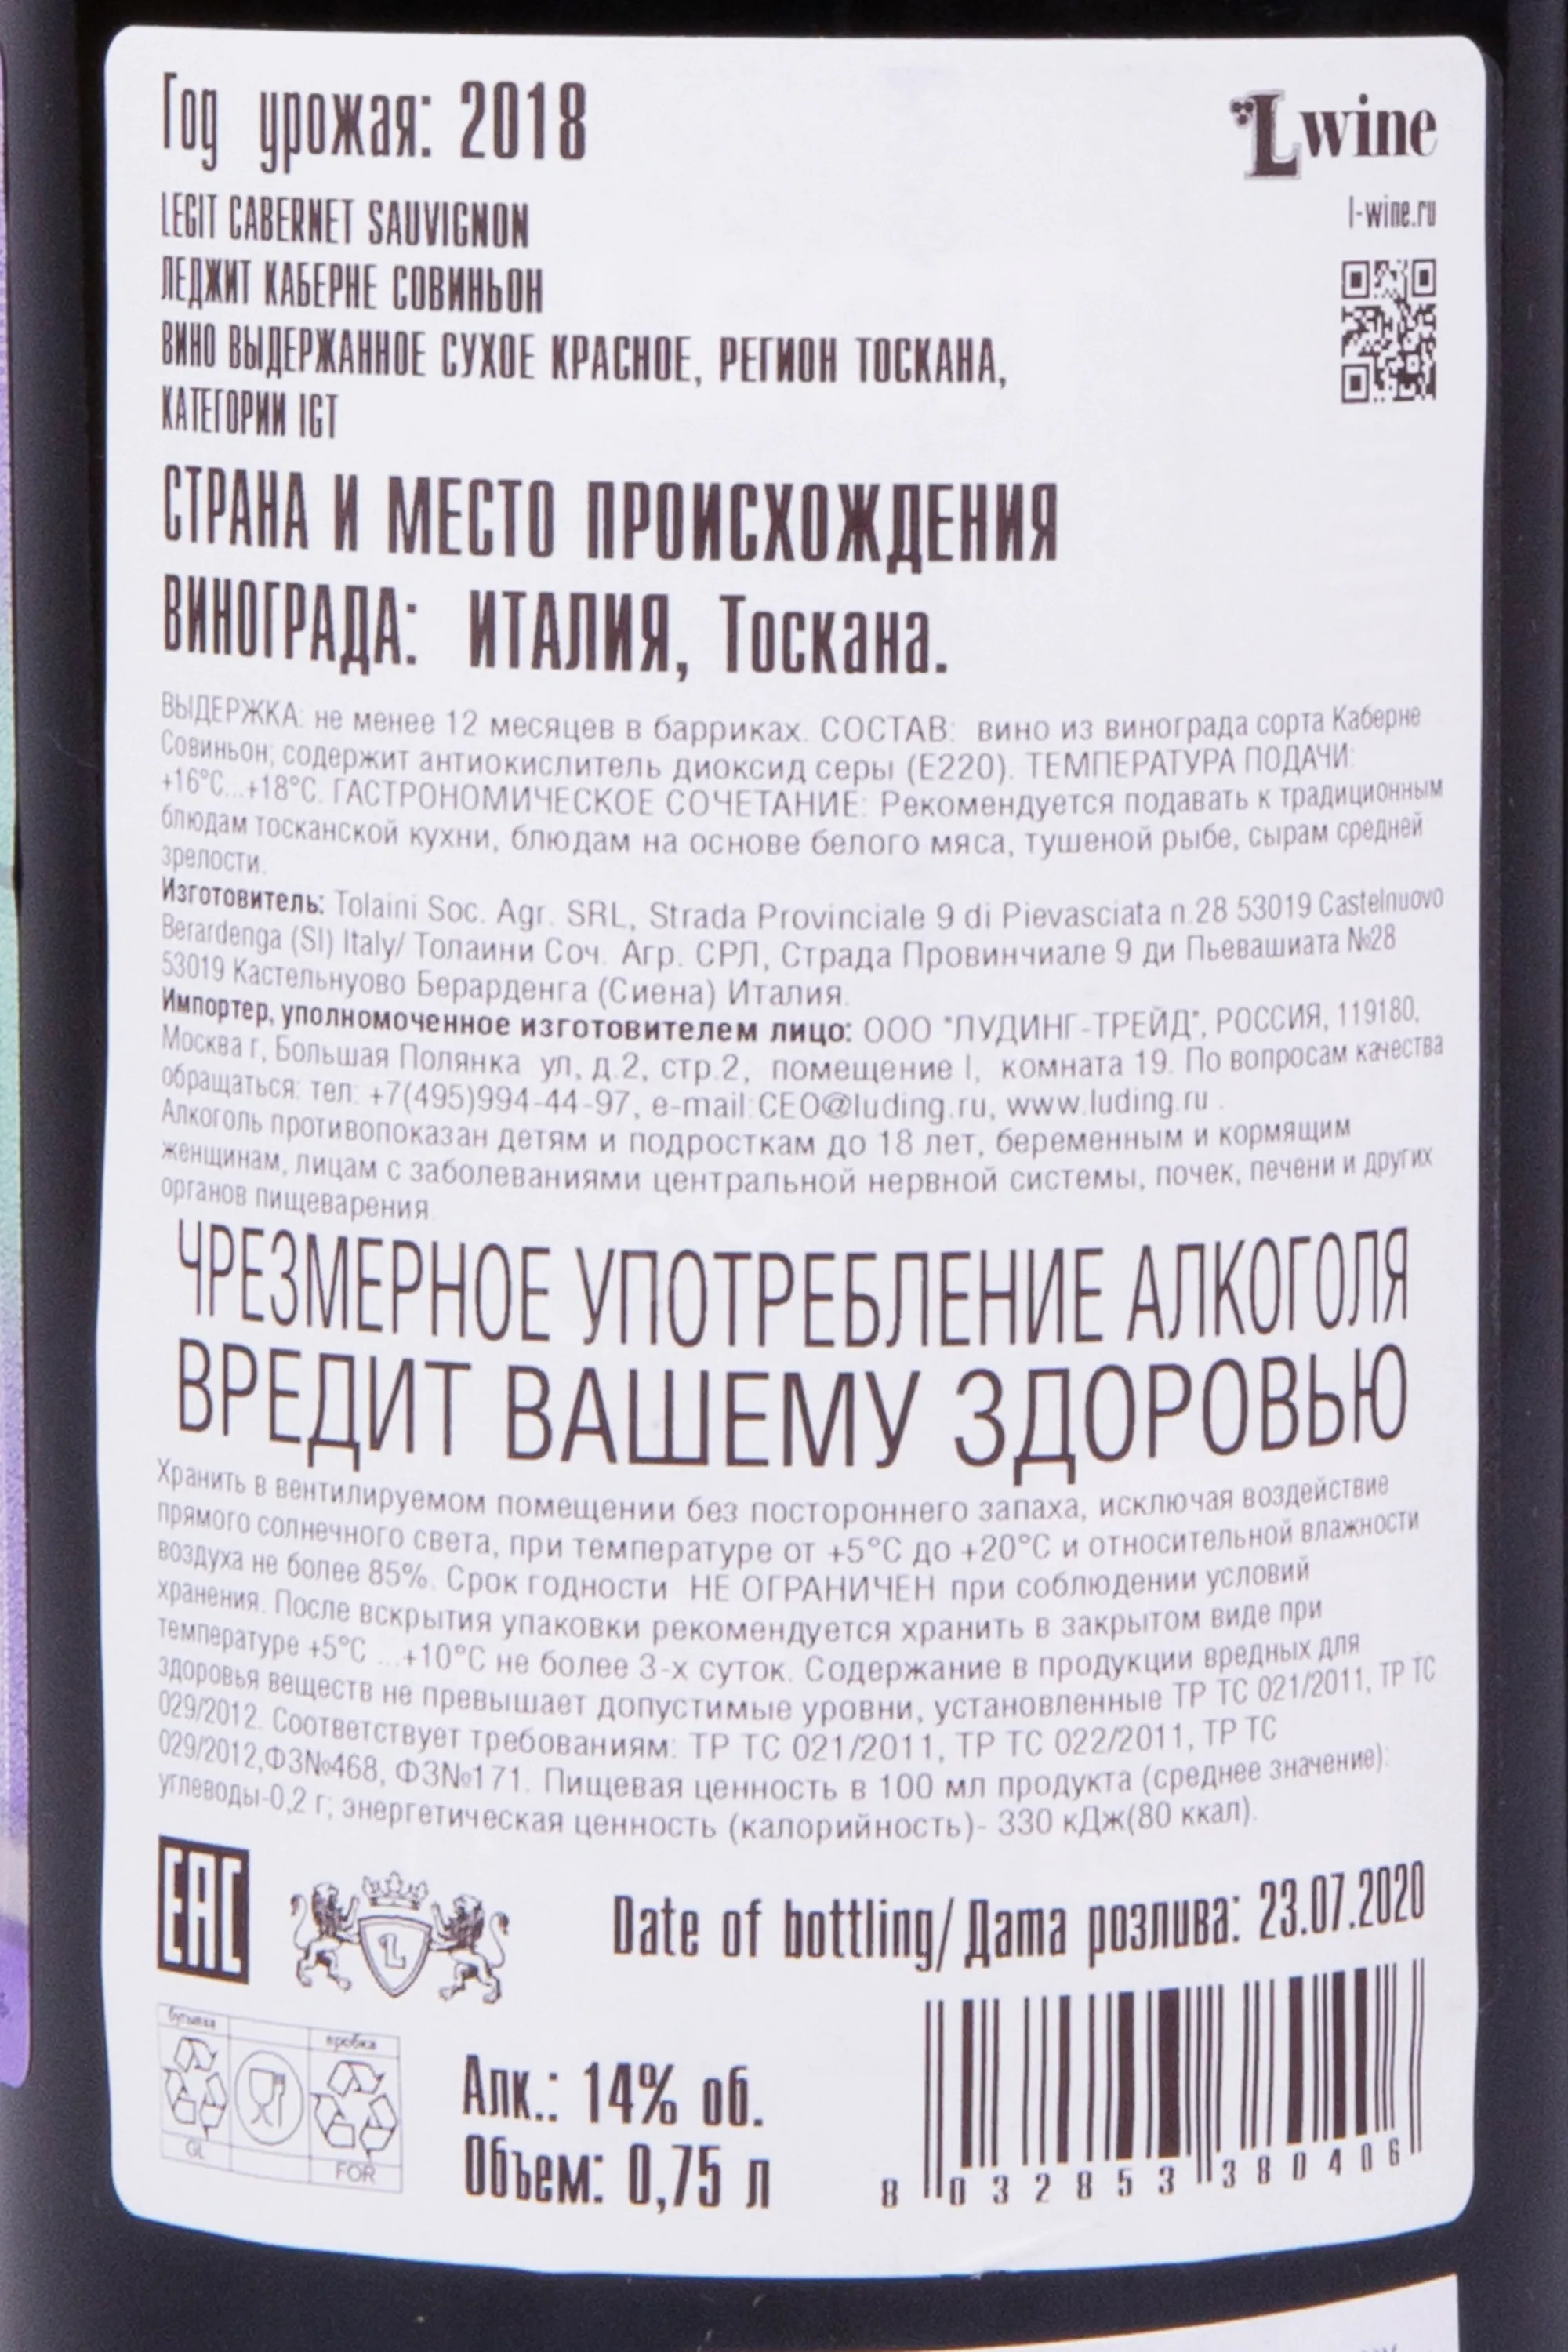 Год урожая: 2018
L wine
l-wine.ru
LEGIT CABERNET SAUVIGNON
ЛЕДЖИТ КАБЕРНЕ СОВИНЬОН
ВИНО ВЫДЕРЖАННОЕ СУХОЕ КРАСНОЕ, РЕГИОН ТОСКАНА,
КАТЕГОРИИ IGT
СТРАНА И МЕСТО ПРОИСХОЖДЕНИЯ
ВИНОГРАДА: ИТАЛИЯ, Тоскана.
ВЫДЕРЖКА: не менее 12 месяцев в барриках. СОСТАВ: вино из винограда сорта Каберне
Совиньон; содержит антиокислитель диоксид серы (Е220). ТЕМПЕРАТУРА ПОДАЧИ:
+16°C...+18°C. ГАСТРОНОМИЧЕСКОЕ СОЧЕТАНИЕ: Рекомендуется подавать к традиционным
блюдам тосканской кухни, блюдам на основе белого мяса, тушеной рыбе, сырам средней
зрелости.
Изготовитель: Tolaini Soc. Agr. SRL, Strada Provinciale 9 di Pievasciata n.28 53019 Castelnuovo
Berardenga (SI) Italy/ Толаини Соч. Агр. СРЛ, Страда Провинчиале 9 ди Пьевашиата №28
53019 Кастельнуово Берарденга (Сиена) Италия.
Импортер, уполномоченное изготовителем лицо: ООО "ЛУДИНГ-ТРЕЙД", РОССИЯ, 119180,
Москва г, Большая Полянка ул, д.2, стр.2, помещение I, комната 19. По вопросам качества
обращаться: тел: +7(495)994-44-97, e-mail:CEO@luding.ru, www.luding.ru .
Алкоголь противопоказан детям и подросткам до 18 лет, беременным и кормящим
женщинам, лицам с заболеваниями центральной нервной системы, почек, печени и других
органов пищеварения.
ЧРЕЗМЕРНОЕ УПОТРЕБЛЕНИЕ АЛКОГОЛЯ
ВРЕДИТ ВАШЕМУ ЗДОРОВЬЮ
Хранить в вентилируемом помещении без постороннего запаха, исключая воздействие
прямого солнечного света, при температуре от +5°C до +20°C и относительной влажности
воздуха не более 85%. Срок годности НЕ ОГРАНИЧЕН при соблюдении условий
хранения. После вскрытия упаковки рекомендуется хранить в закрытом виде при
температуре +5°C ...+10°C не более 3-х суток. Содержание в продукции вредных для
здоровья веществ не превышает допустимые уровни, установленные ТР ТС 021/2011, ТР ТС
029/2012. Соответствует требованиям: ТР ТС 021/2011, ТР ТС 022/2011, ТР ТС
029/2012,ФЗ№468, ФЗ№171. Пищевая ценность в 100 мл продукта (среднее значение):
углеводы-0,2 г; энергетическая ценность (калорийность)- 330 кДж(80 ккал).
EAC
L
Date of bottling/ Дата розлива: 23.07.2020
бутылка
пробка
GL
FOR
Алк.: 14% об.
Объем: 0,75 л
8 032853 380406